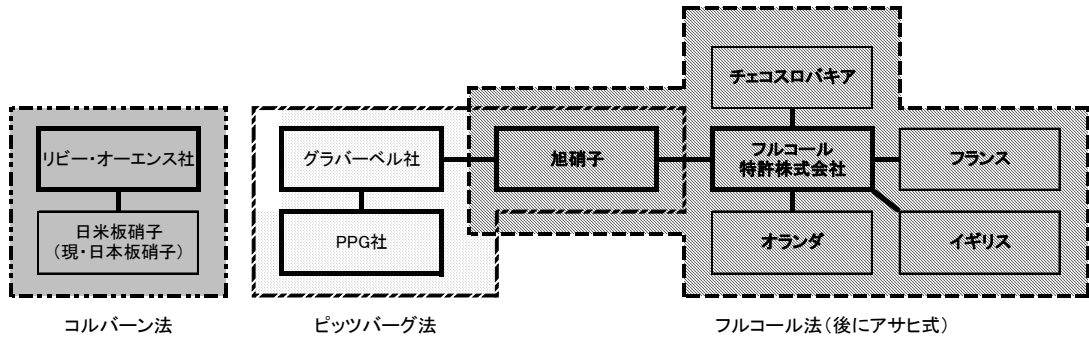 リビー・オーエンス社
日米板硝子
(現・日本板硝子)
コルバーン法
グラバーベル社
PPG社
ピッツバーグ法
旭硝子
チェコスロバキア
フルコール
特許株式会社
フランス
オランダ
イギリス
フルコール法(後にアサヒ式)